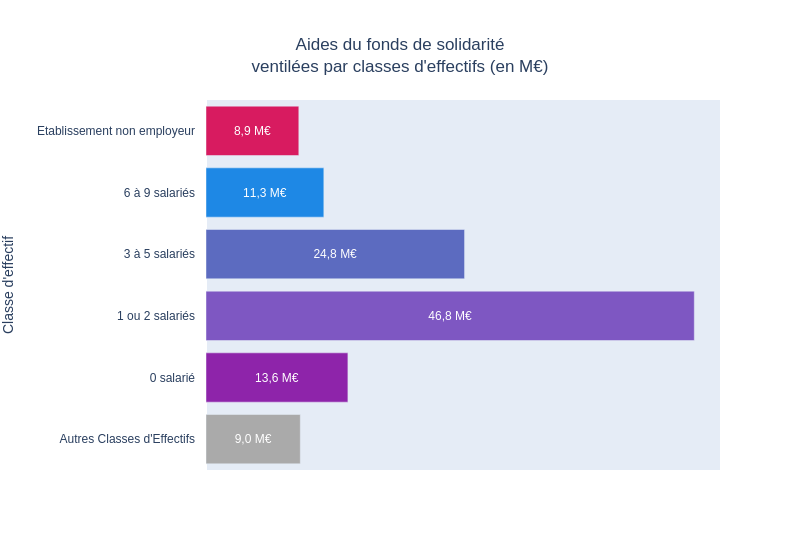 Aides du fonds de solidarité
ventilées par classes d'effectifs (en M€)
Classe d'effectif
Etablissement non employeur
8,9 M€
6 à 9 salariés
11,3 M€
3 à 5 salariés
24,8 M€
1 ou 2 salariés
46,8 M€
0 salarié
13,6 M€
Autres Classes d'Effectifs
9,0 M€